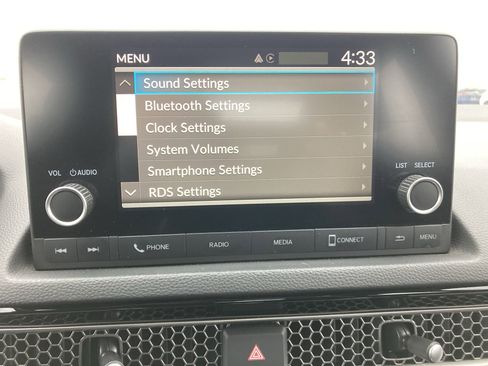 MENU 4:33
Sound Settings
Bluetooth Settings
Clock Settings
System Volumes
Smartphone Settings
RDS Settings
VOL AUDIO
LIST SELECT
PHONE RADIO MEDIA CONNECT MENU